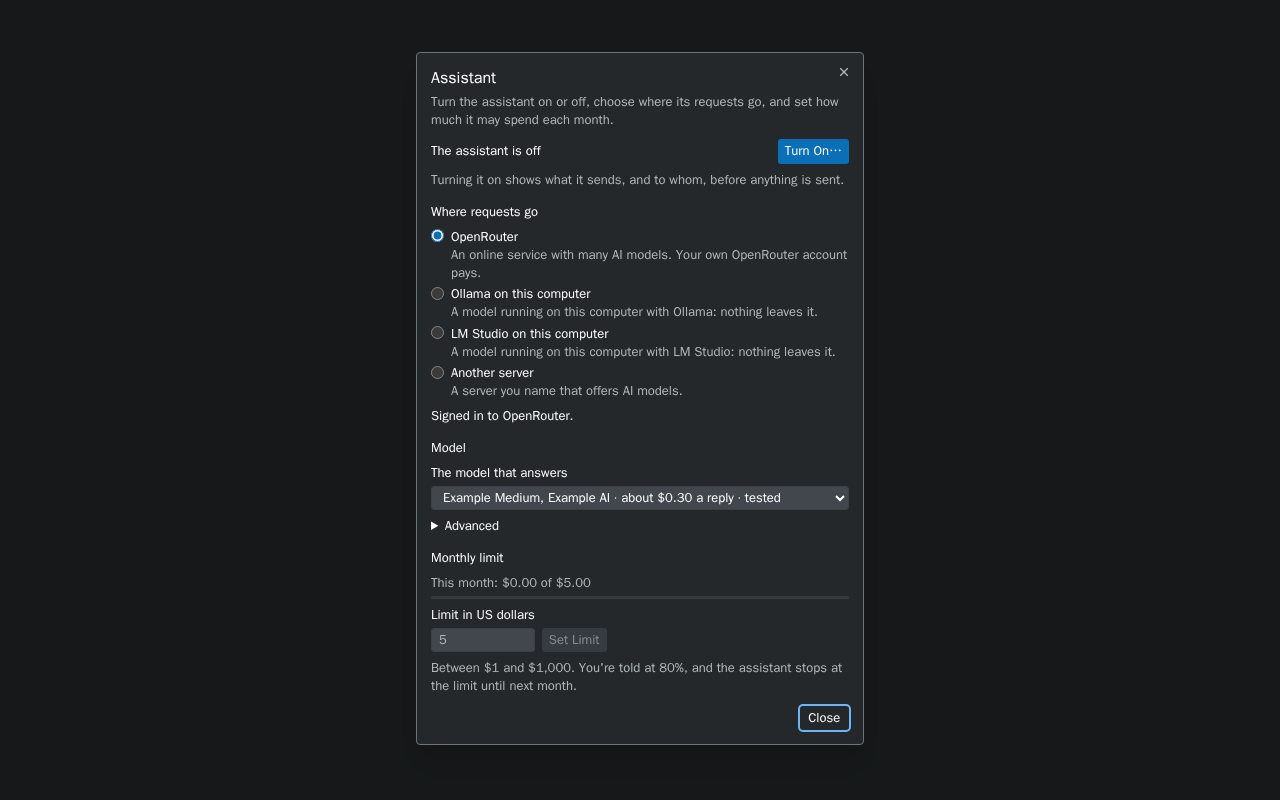 Assistant
Turn the assistant on or off, choose where its requests go, and set how
much it may spend each month.
The assistant is off
Turn On…
Turning it on shows what it sends, and to whom, before anything is sent.
Where requests go
OpenRouter
An online service with many AI models. Your own OpenRouter account
pays.
Ollama on this computer
A model running on this computer with Ollama: nothing leaves it.
LM Studio on this computer
A model running on this computer with LM Studio: nothing leaves it.
Another server
A server you name that offers AI models.
Signed in to OpenRouter.
Model
The model that answers
Example Medium, Example AI · about $0.30 a reply · tested
Advanced
Monthly limit
This month: $0.00 of $5.00
Limit in US dollars
5
Set Limit
Between $1 and $1,000. You're told at 80%, and the assistant stops at
the limit until next month.
Close